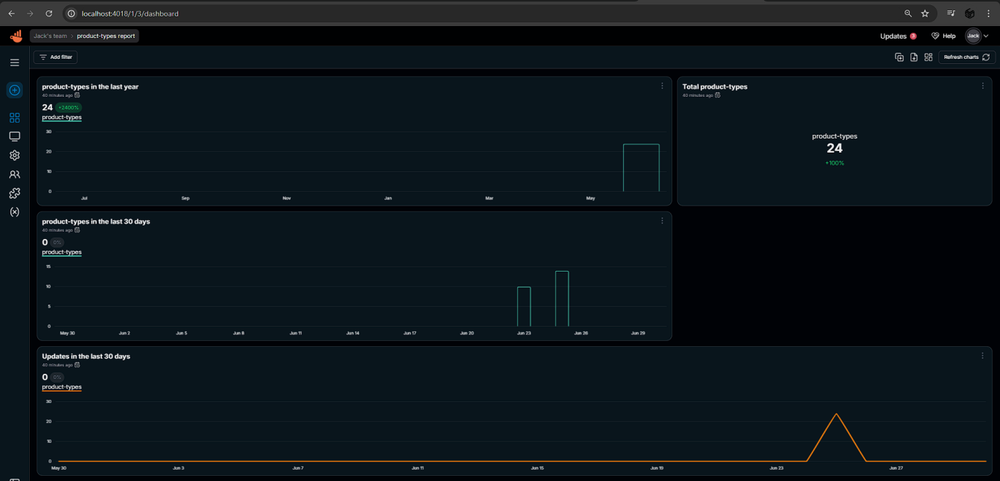 localhost:4018/1/3/dashboard
Jack's team > product-types report
Updates 3 Help Jack
Add filter
Refresh charts
product-types in the last year
40 minutes ago
24 +2400%
product-types
30
20
10
0
Jul Sep Nov Jan Mar May
Total product-types
40 minutes ago
product-types
24
+100%
product-types in the last 30 days
40 minutes ago
0 0%
product-types
15
10
5
0
May 30 Jun 2 Jun 5 Jun 8 Jun 11 Jun 14 Jun 17 Jun 20 Jun 23 Jun 26 Jun 29
Updates in the last 30 days
40 minutes ago
0 0%
product-types
30
20
10
0
May 30 Jun 3 Jun 7 Jun 11 Jun 15 Jun 19 Jun 23 Jun 27